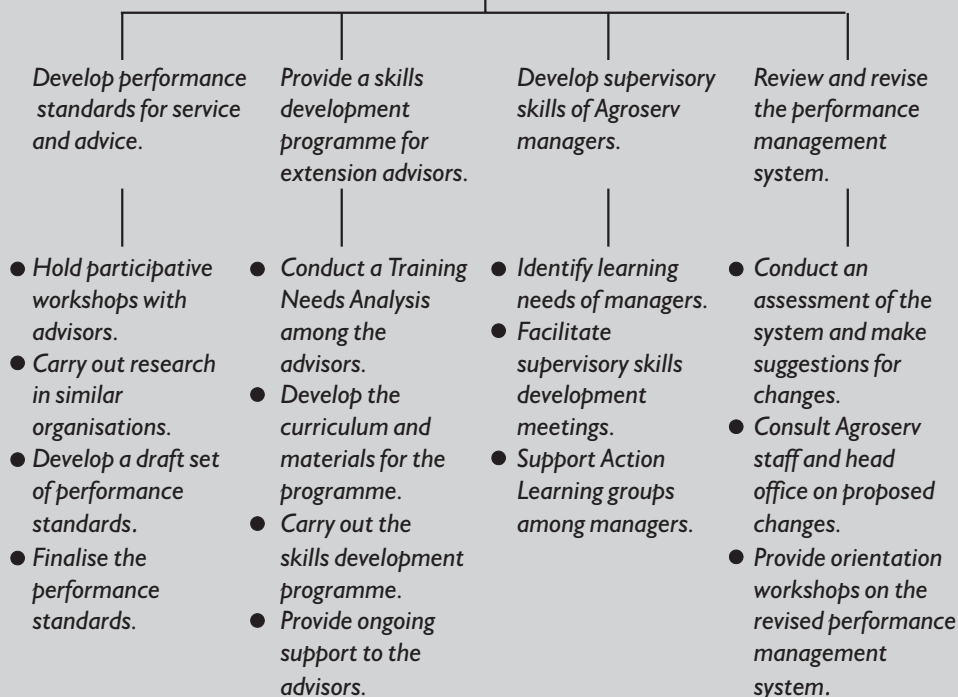 Develop performance
standards for service
and advice.
Provide a skills
development
programme for
extension advisors.
Develop supervisory
skills of Agroserv
managers.
Review and revise
the performance
management
system.
● Hold participative
workshops with
advisors.
● Carry out research
in similar
organisations.
● Develop a draft set
of performance
standards.
● Finalise the
performance
standards.
● Conduct a Training
Needs Analysis
among the
advisors.
● Develop the
curriculum and
materials for the
programme.
● Carry out the
skills development
programme.
● Provide ongoing
support to the
advisors.
● Identify learning
needs of managers.
● Facilitate
supervisory skills
development
meetings.
● Support Action
Learning groups
among managers.
● Conduct an
assessment of the
system and make
suggestions for
changes.
● Consult Agroserv
staff and head
office on proposed
changes.
● Provide orientation
workshops on the
revised performance
management
system.